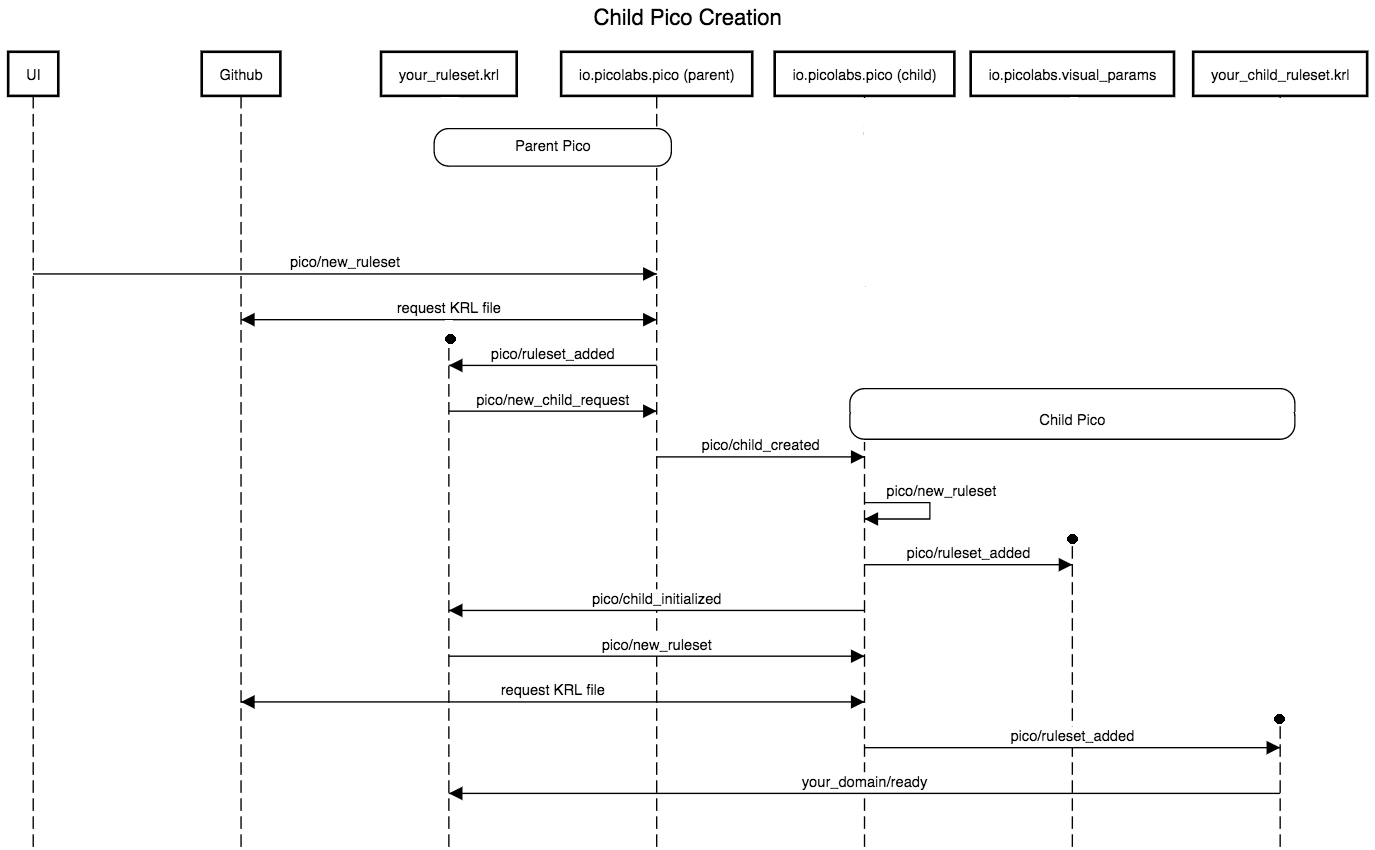 Child Pico Creation
UI
Github
your_ruleset.krl
io.picolabs.pico (parent)
io.picolabs.pico (child)
io.picolabs.visual_params
your_child_ruleset.krl
Parent Pico
pico/new_ruleset
request KRL file
pico/ruleset_added
pico/new_child_request
Child Pico
pico/child_created
pico/new_ruleset
pico/ruleset_added
pico/child_initialized
pico/new_ruleset
request KRL file
pico/ruleset_added
your_domain/ready